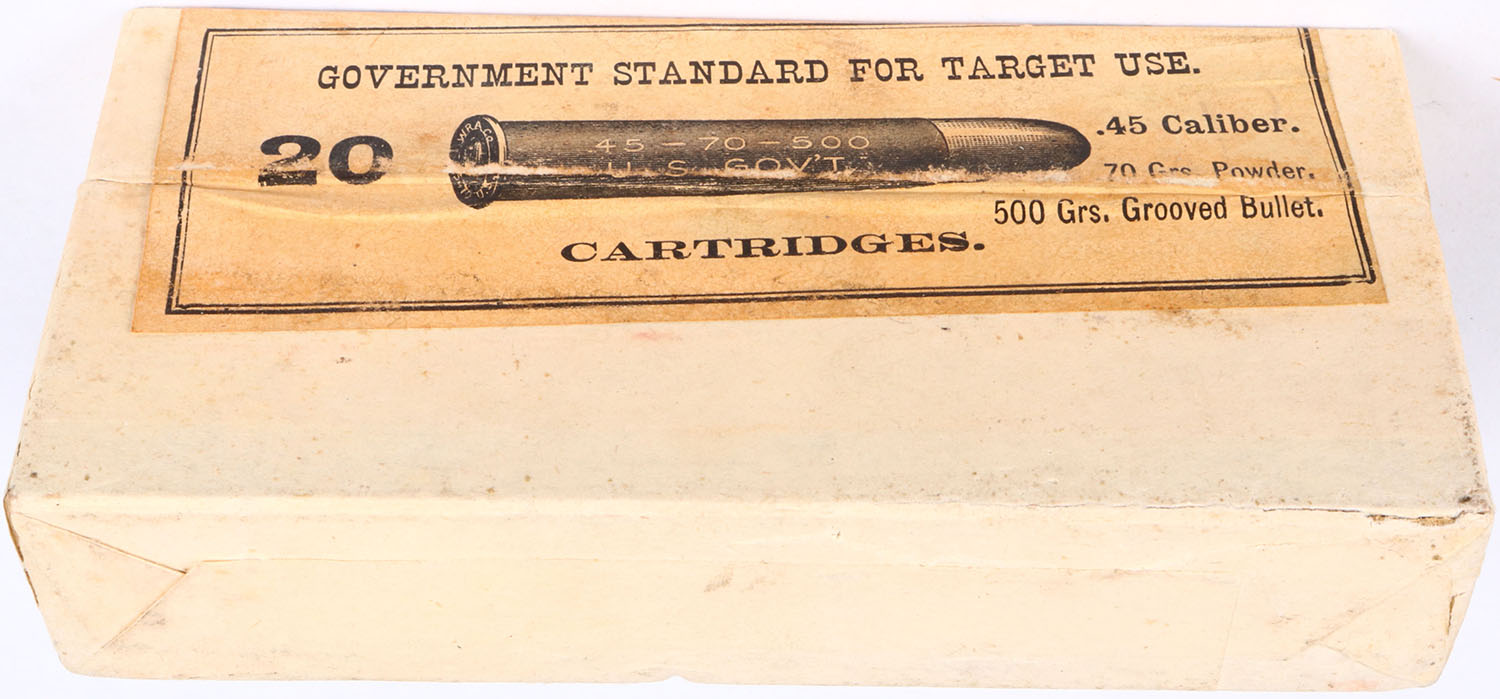 GOVERNMENT STANDARD FOR TARGET USE.
20
W.R.A.CO.
45-70-500
U.S. GOV'T
.45 Caliber.
70 Grs. Powder.
500 Grs. Grooved Bullet.
CARTRIDGES.